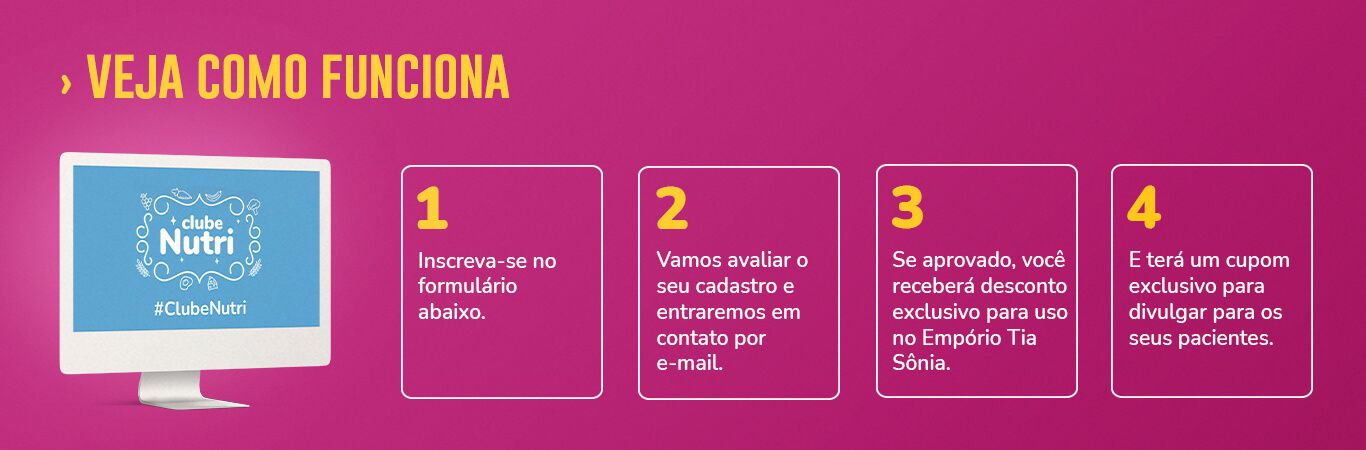 › VEJA COMO FUNCIONA
clube
Nutri
#ClubeNutri
1
Inscreva-se no
formulário
abaixo.
2
Vamos avaliar o
seu cadastro e
entraremos em
contato por
e-mail.
3
Se aprovado, você
receberá desconto
exclusivo para uso
no Empório Tia
Sônia.
4
E terá um cupom
exclusivo para
divulgar para os
seus pacientes.